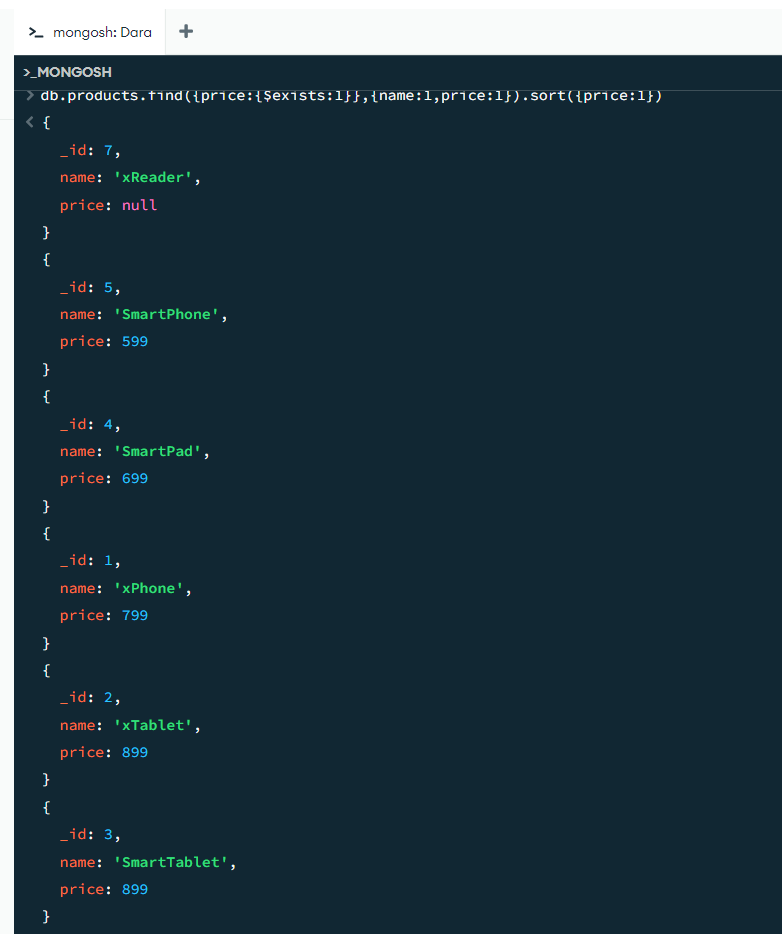 mongosh: Dara
>_MONGOSH
db.products.find({price:{$exists:1}},{name:1,price:1}).sort({price:1})
{
_id: 7,
name: 'xReader',
price: null
}
{
_id: 5,
name: 'SmartPhone',
price: 599
}
{
_id: 4,
name: 'SmartPad',
price: 699
}
{
_id: 1,
name: 'xPhone',
price: 799
}
{
_id: 2,
name: 'xTablet',
price: 899
}
{
_id: 3,
name: 'SmartTablet',
price: 899
}